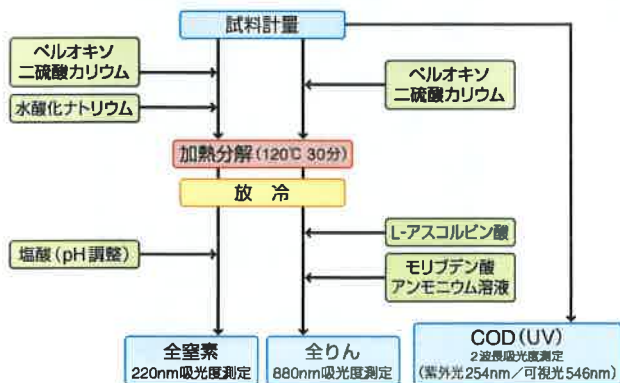 試料計量
ペルオキソ
二硫酸カリウム
水酸化ナトリウム
ペルオキソ
二硫酸カリウム
加熱分解(120℃ 30分)
放 冷
塩酸(pH調整)
L-アスコルビン酸
モリブデン酸
アンモニウム溶液
全窒素
220nm吸光度測定
全りん
880nm吸光度測定
COD(UV)
2波長吸光度測定
(紫外光254nm/可視光546nm)